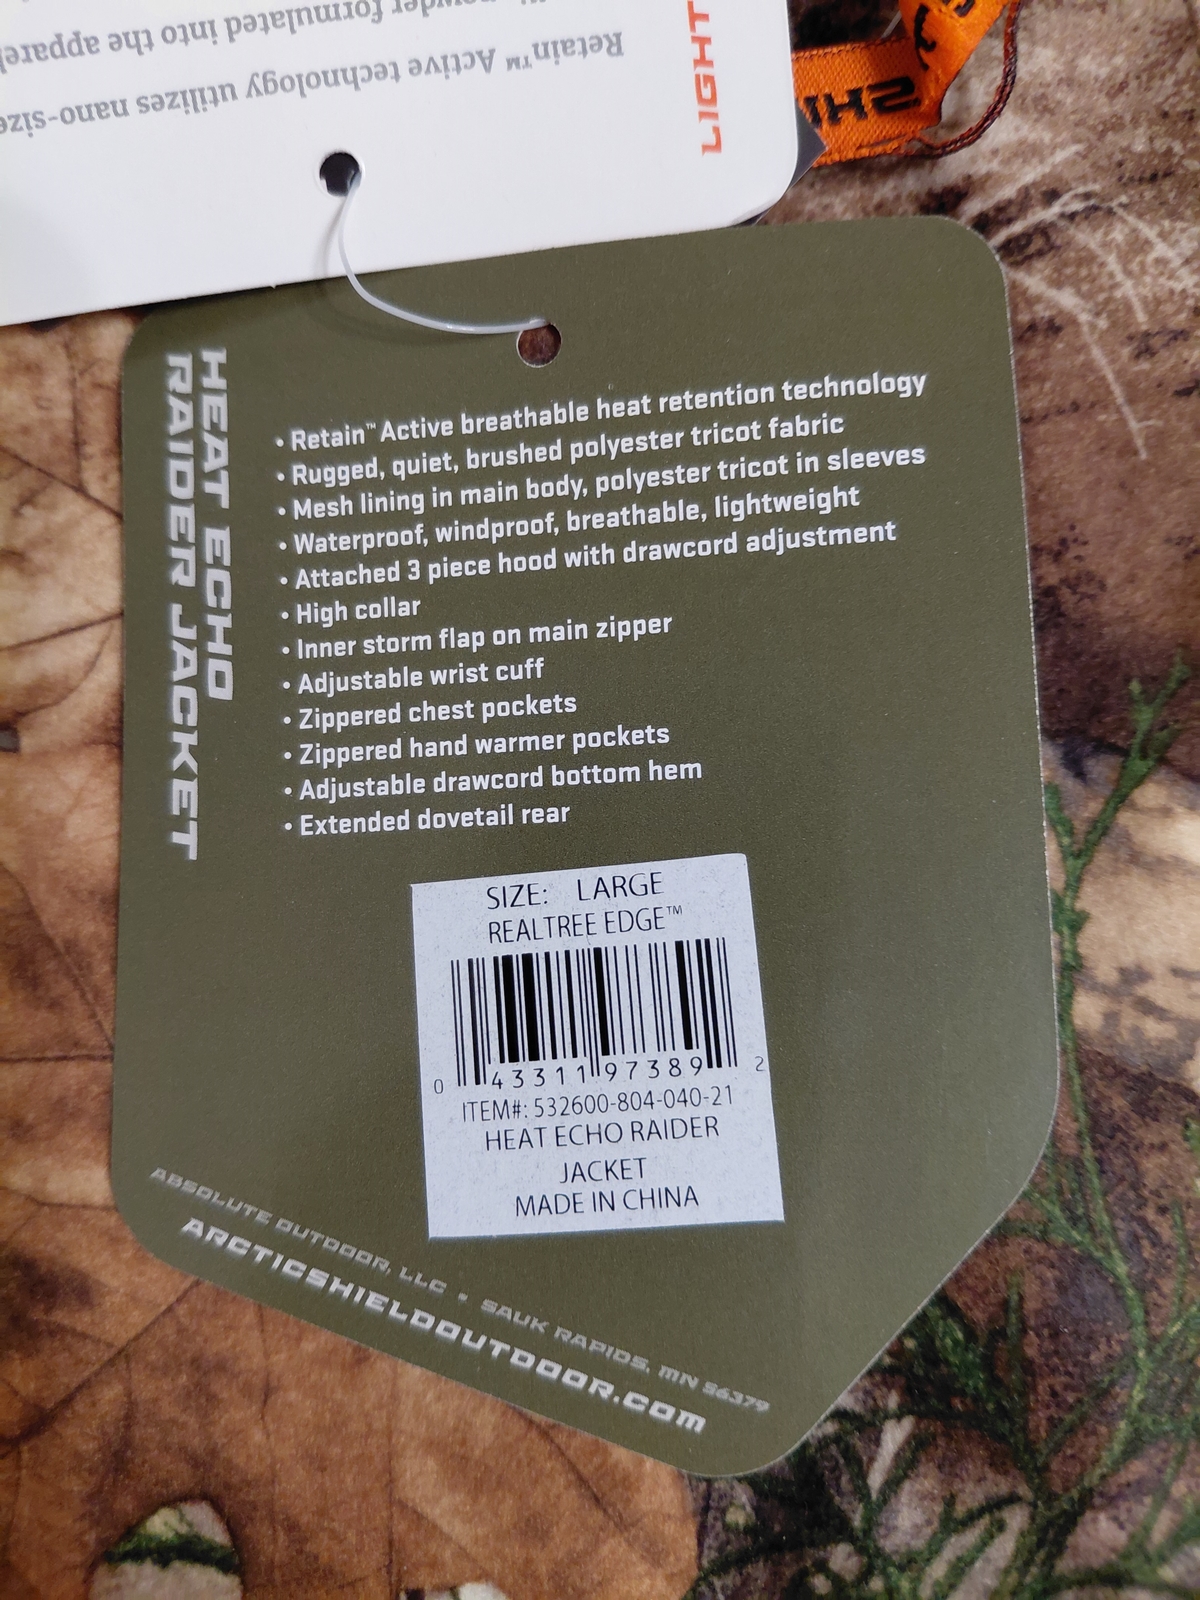 Retain™ Active technology utilizes
formulated into the
LIGHT
HEAT ECHO
RAIDER JACKET
• Retain™ Active breathable heat retention technology
• Rugged, quiet, brushed polyester tricot fabric
• Mesh lining in main body, polyester tricot in sleeves
• Waterproof, windproof, breathable, lightweight
• Attached 3 piece hood with drawcord adjustment
• High collar
• Inner storm flap on main zipper
• Adjustable wrist cuff
• Zippered chest pockets
• Zippered hand warmer pockets
• Adjustable drawcord bottom hem
• Extended dovetail rear
SIZE: LARGE
REALTREE EDGE™
0 43311 97389 2
ITEM#: 532600-804-040-21
HEAT ECHO RAIDER
JACKET
MADE IN CHINA
ABSOLUTE OUTDOOR, LLC • SAUK RAPIDS, MN 56379
ARCTICSHIELDOUTDOOR.COM